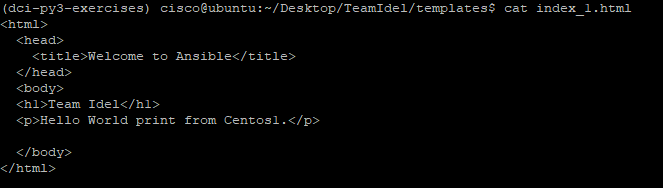 (dci-py3-exercises) cisco@ubuntu:~/Desktop/TeamIdel/templates$ cat index_1.html
<html>
  <head>
    <title>Welcome to Ansible</title>
  </head>
  <body>
  <h1>Team Idel</h1>
  <p>Hello World print from Centos1.</p>

  </body>
</html>